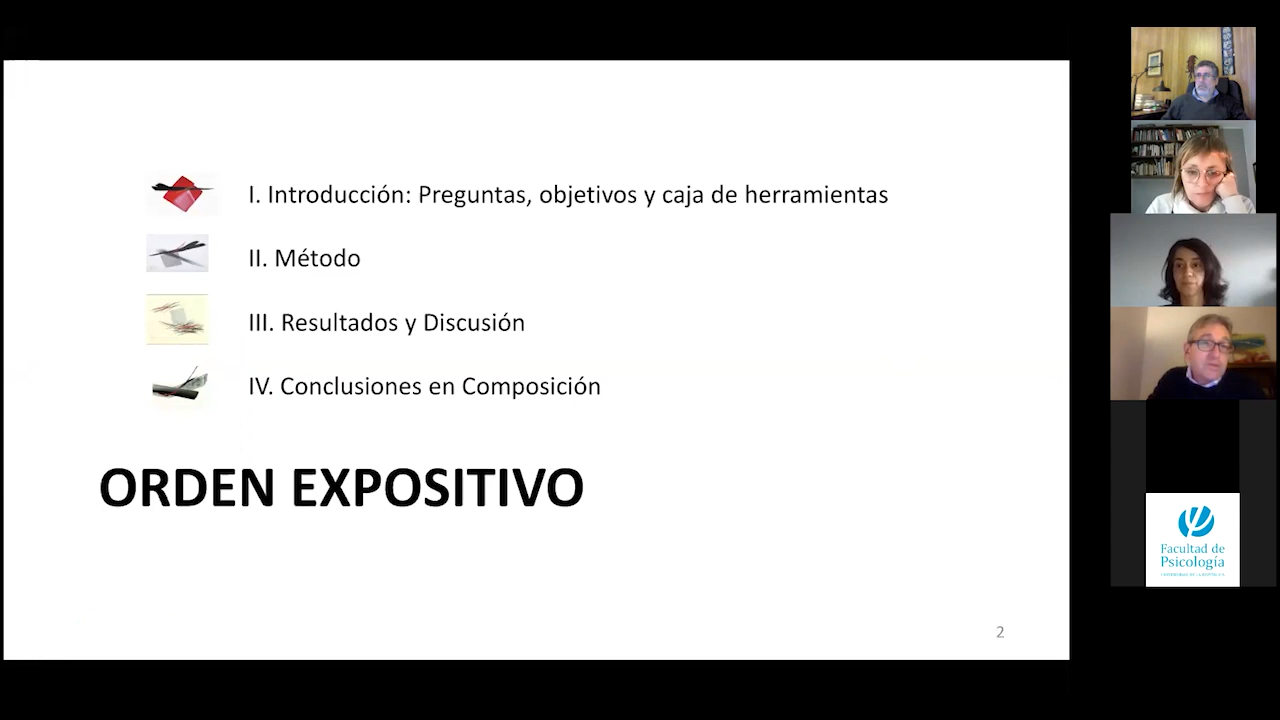 I. Introducción: Preguntas, objetivos y caja de herramientas
II. Método
III. Resultados y Discusión
IV. Conclusiones en Composición
ORDEN EXPOSITIVO
2
Facultad de
Psicología